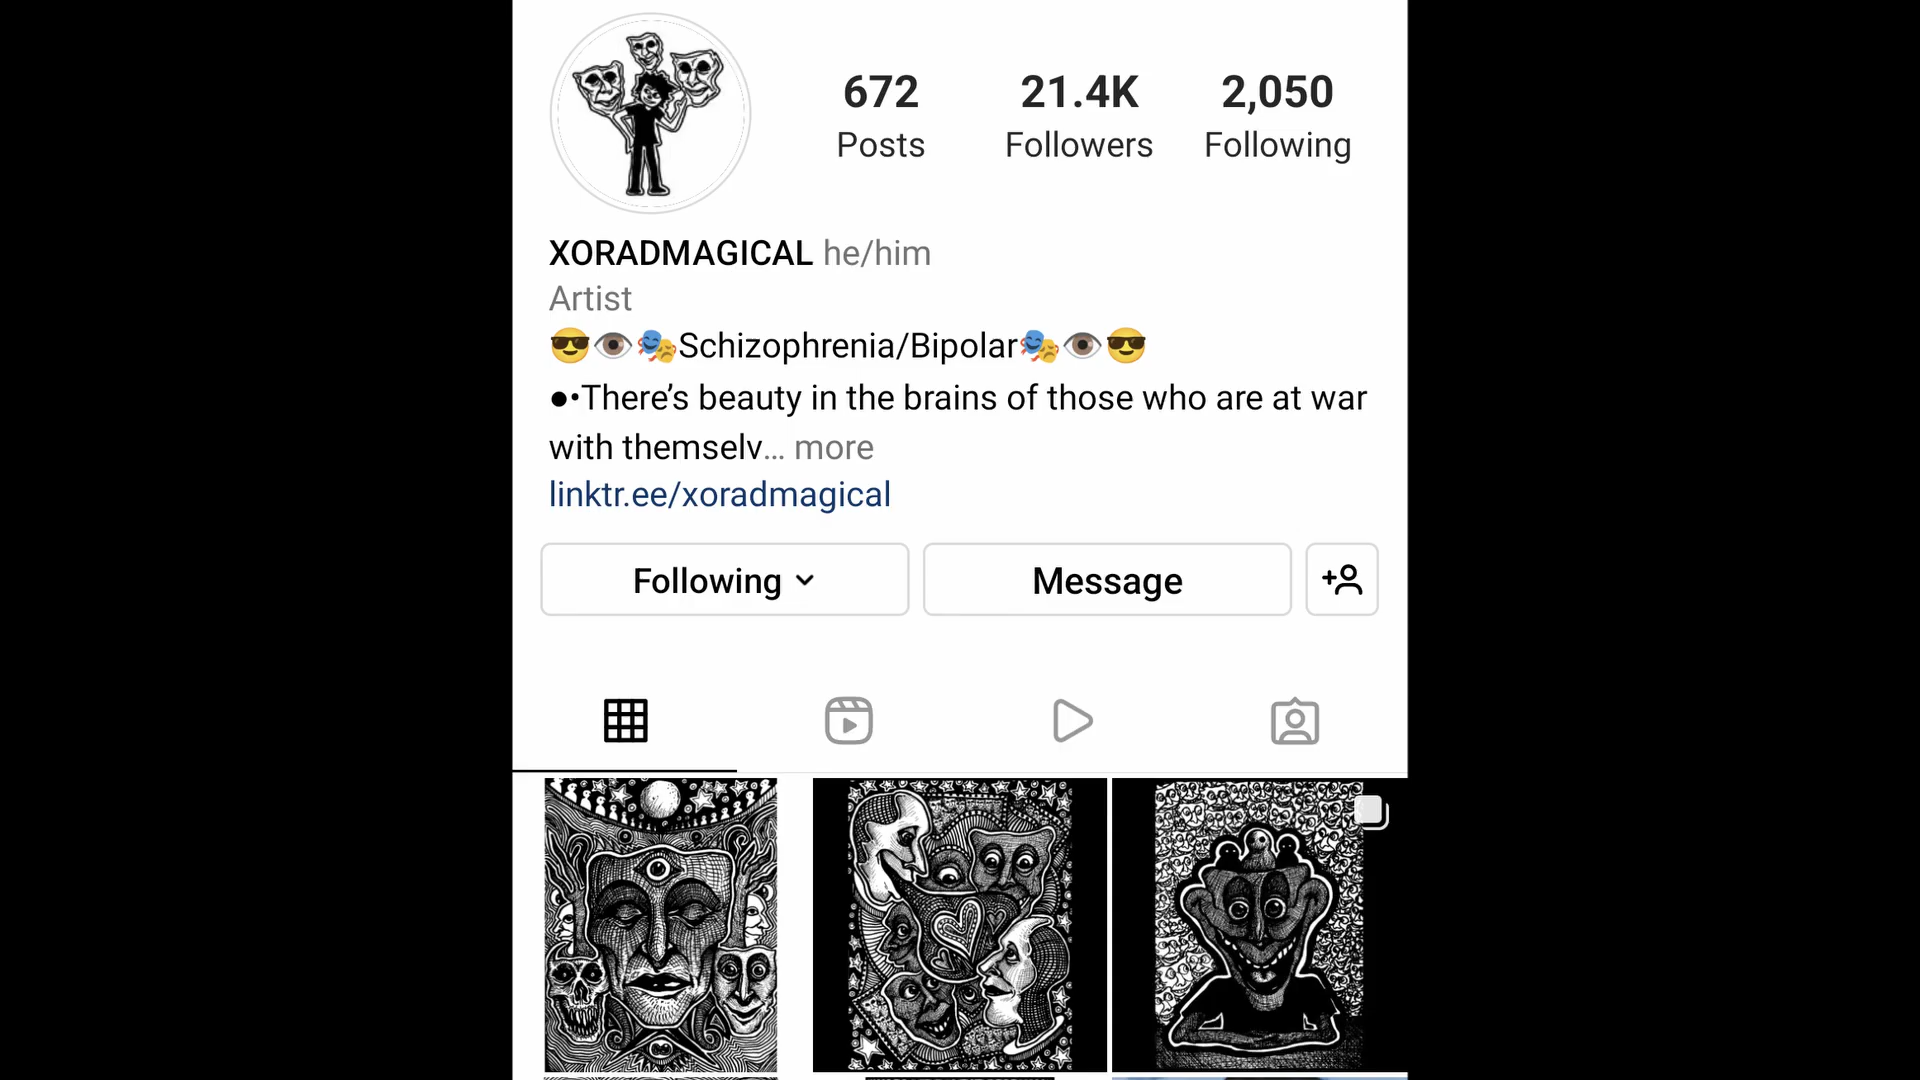 672 21.4K 2,050
Posts Followers Following
XORADMAGICAL he/him
Artist
😎👁🎭Schizophrenia/Bipolar🎭👁😎
●•There’s beauty in the brains of those who are at war
with themselv... more
linktr.ee/xoradmagical
Following Message